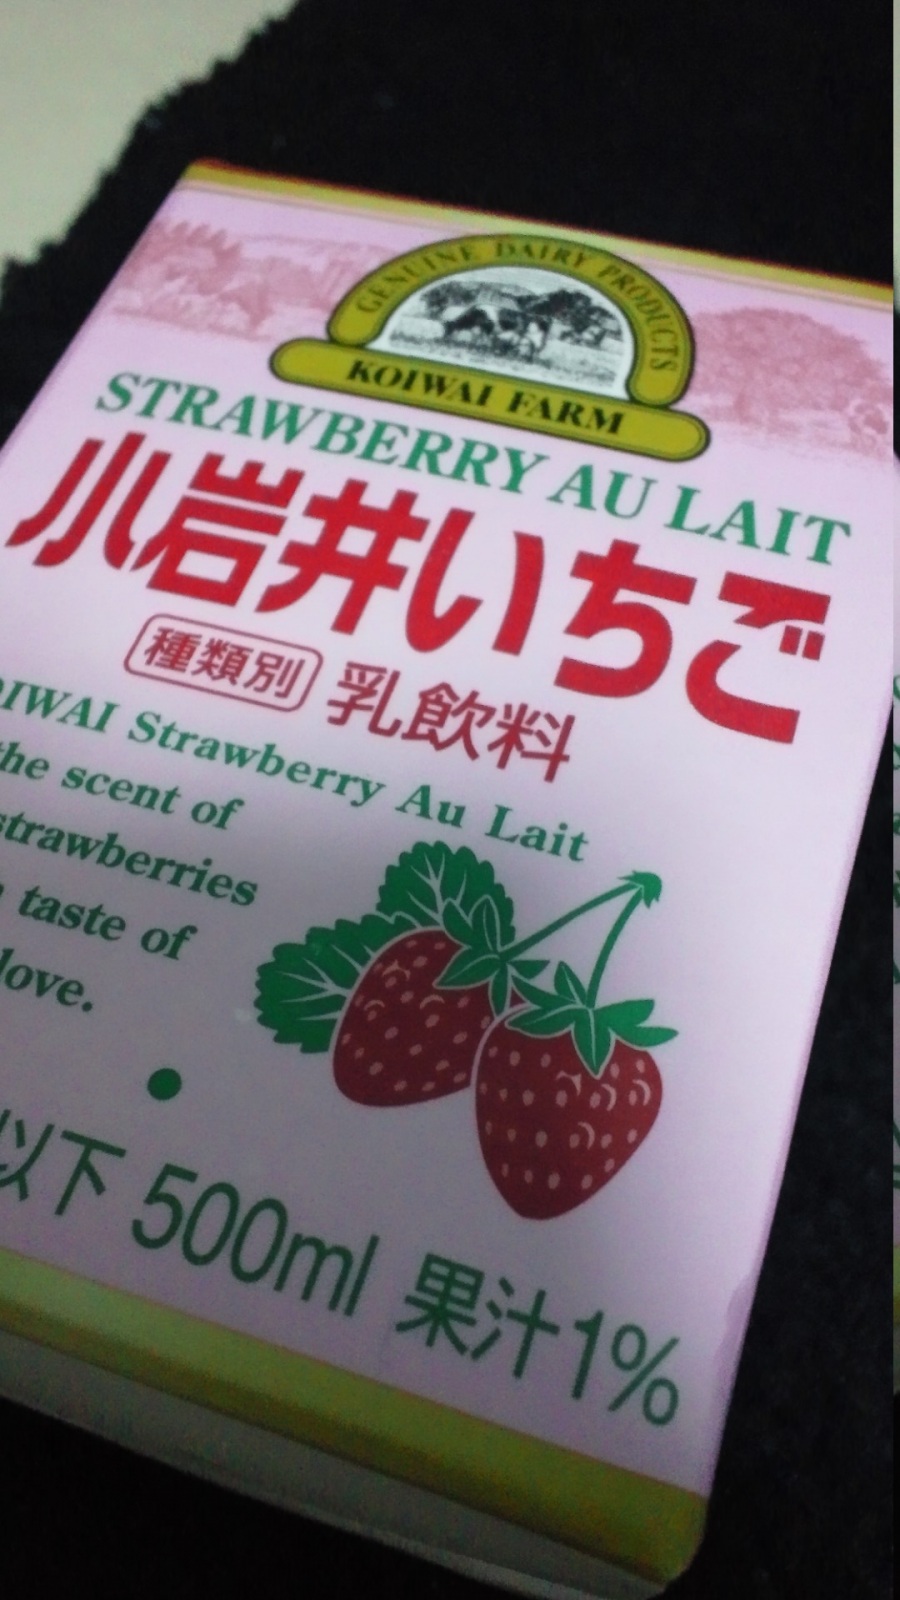 GENUINE DAIRY PRODUCTS
KOIWAI FARM
STRAWBERRY AU LAIT
小岩井いちご
種類別 乳飲料
OIWAI Strawberry Au Lait
the scent of
strawberries
taste of
love.
以下 500ml 果汁1%